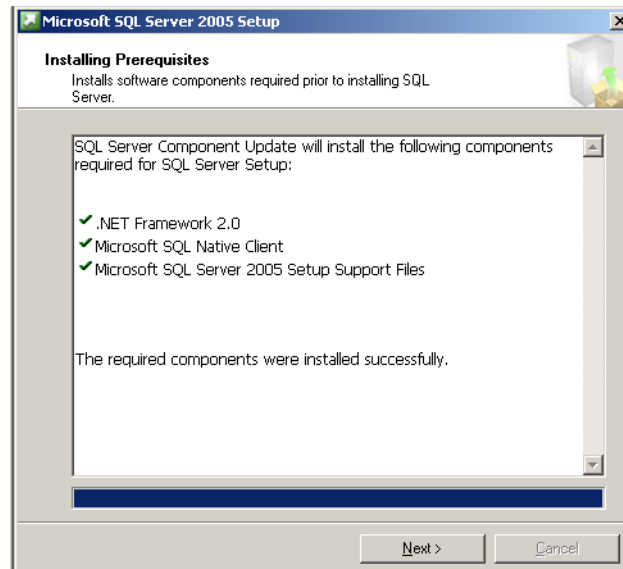 Microsoft SQL Server 2005 Setup
Installing Prerequisites
Installs software components required prior to installing SQL
Server.
SQL Server Component Update will install the following components
required for SQL Server Setup:
.NET Framework 2.0
Microsoft SQL Native Client
Microsoft SQL Server 2005 Setup Support Files
The required components were installed successfully.
Next >
Cancel